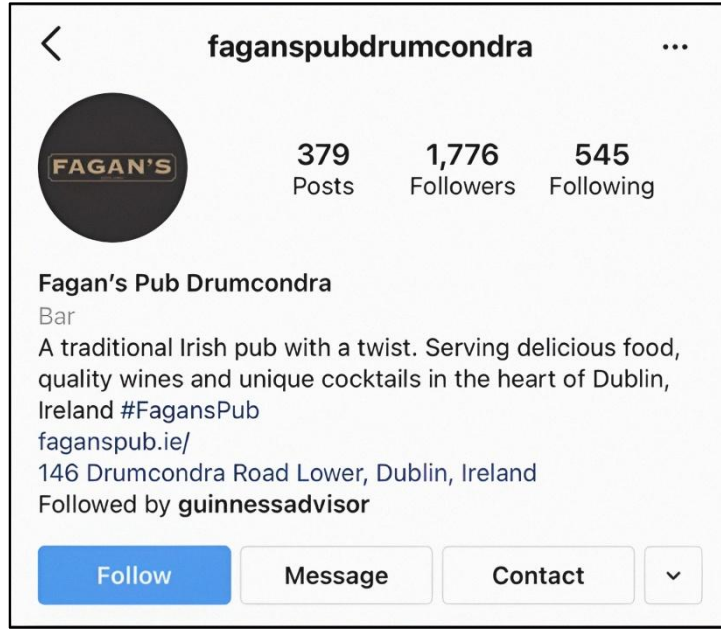 faganspubdrumcondra
FAGAN'S
379 1,776 545
Posts Followers Following
Fagan's Pub Drumcondra
Bar
A traditional Irish pub with a twist. Serving delicious food,
quality wines and unique cocktails in the heart of Dublin,
Ireland #FagansPub
faganspub.ie/
146 Drumcondra Road Lower, Dublin, Ireland
Followed by guinnessadvisor
Follow Message Contact